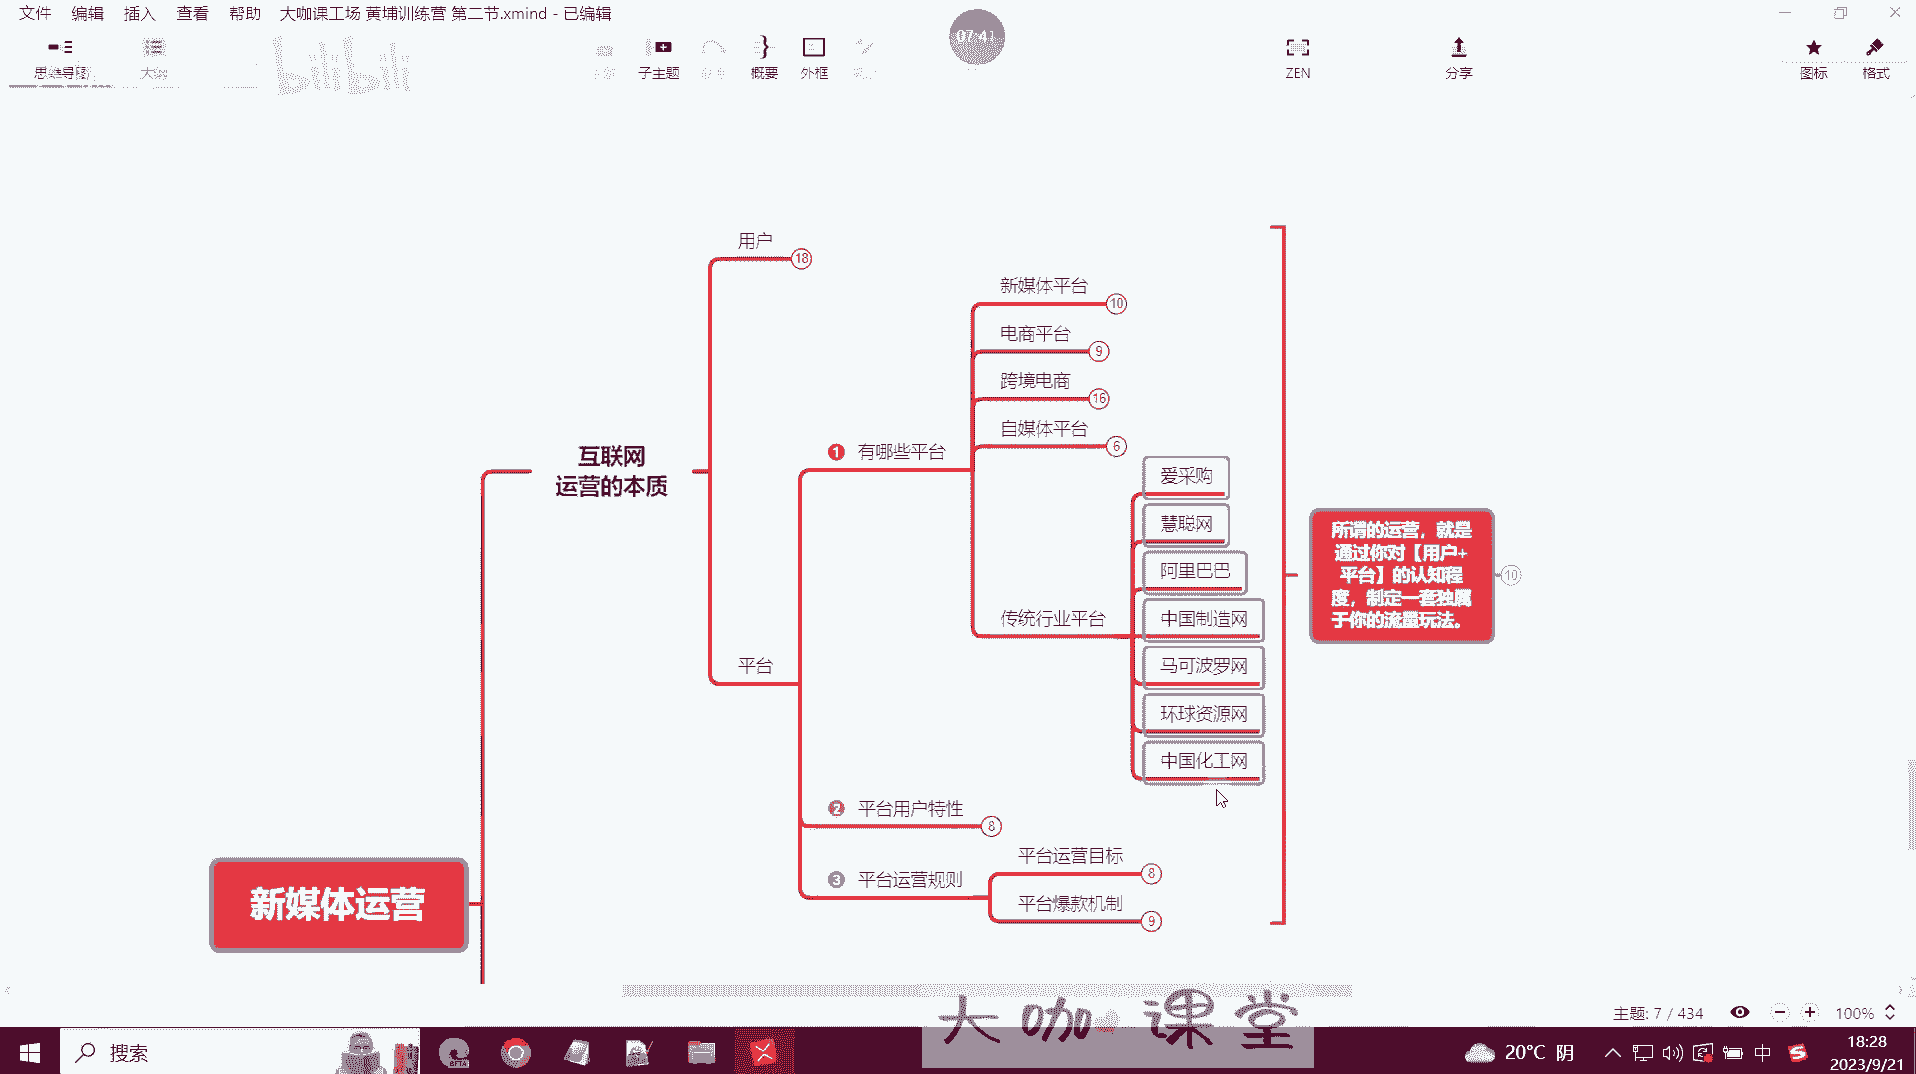 文件 编辑 插入 查看 帮助 大咖课工场 黄埔训练营 第二节.xmind - 已编辑
07:41
思维导图
bilibili
子主题
概要
外框
ZEN
分享
图标
格式
用户
18
新媒体平台
10
电商平台
9
跨境电商
16
自媒体平台
6
1 有哪些平台
互联网
运营的本质
爱采购
慧聪网
阿里巴巴
传统行业平台
中国制造网
马可波罗网
环球资源网
中国化工网
所谓的运营，就是
通过你对【用户+
平台】的认知程
度，制定一套独属
于你的流量玩法。
10
平台
2 平台用户特性
8
平台运营目标
8
3 平台运营规则
平台爆款机制
9
新媒体运营
大咖课堂
主题: 7 / 434
100%
搜索
BETA
20°C 阴
中
18:28
2023/9/21